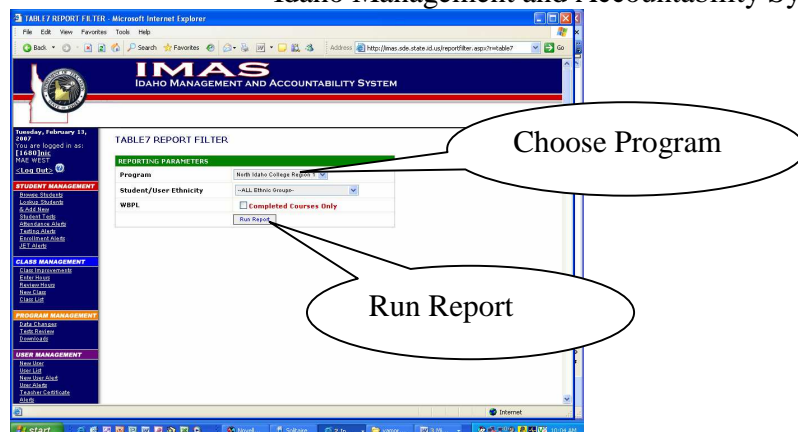 Idaho Management and Accountability Sy
TABLE7 REPORT FILTER - Microsoft Internet Explorer
File Edit View Favorites Tools Help
Back Search Favorites Address http://imas.sde.state.id.us/reportfilter.aspx?r=table7 Go
IMAS
IDAHO MANAGEMENT AND ACCOUNTABILITY SYSTEM
Tuesday, February 13, 2007
You are logged in as:
[1680]nic
MAE WEST
<Log Out>
TABLE7 REPORT FILTER
REPORTING PARAMETERS
Program North Idaho College Region 1
Student/User Ethnicity --ALL Ethnic Groups--
WBPL Completed Courses Only
Run Report
Choose Program
Run Report
STUDENT MANAGEMENT
Browse Students
Lookup Students
& Add New
Student Tests
Attendance Alerts
Testing Alerts
Enrollment Alerts
JET Alerts
CLASS MANAGEMENT
Class Improvements
Enter Hours
Review Hours
New Class
Class List
PROGRAM MANAGEMENT
Data Changes
Tests Review
Downloads
USER MANAGEMENT
New User
User List
New User Alert
User Alerts
Teacher Certificate
Alerts
Internet
start Novell Solitaire 10:04 AM